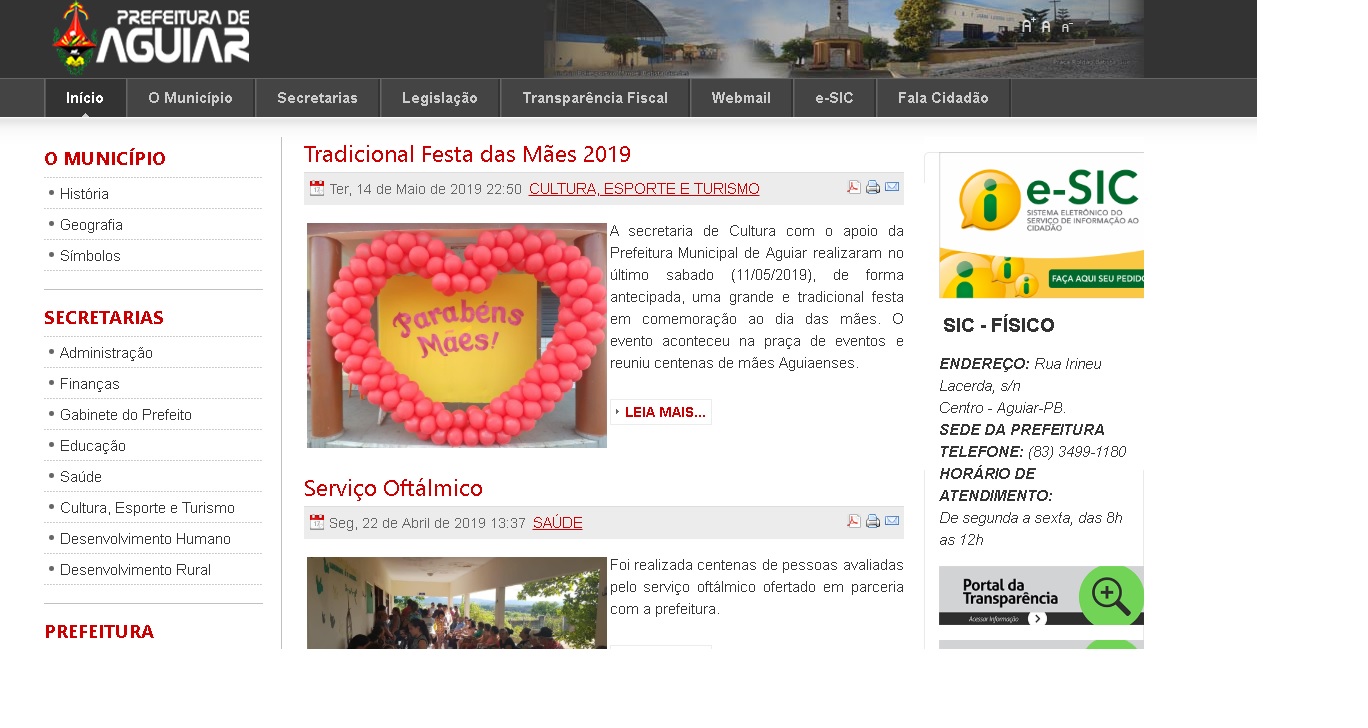 PREFEITURA DE
AGUIAR
A+ A A-
Início
O Município
Secretarias
Legislação
Transparência Fiscal
Webmail
e-SIC
Fala Cidadão
O MUNICÍPIO
História
Geografia
Símbolos
SECRETARIAS
Administração
Finanças
Gabinete do Prefeito
Educação
Saúde
Cultura, Esporte e Turismo
Desenvolvimento Humano
Desenvolvimento Rural
PREFEITURA
Tradicional Festa das Mães 2019
Ter, 14 de Maio de 2019 22:50 CULTURA, ESPORTE E TURISMO
Parabéns
Mães!
A secretaria de Cultura com o apoio da
Prefeitura Municipal de Aguiar realizaram no
último sabado (11/05/2019), de forma
antecipada, uma grande e tradicional festa
em comemoração ao dia das mães. O
evento aconteceu na praça de eventos e
reuniu centenas de mães Aguiaenses.
LEIA MAIS...
Serviço Oftálmico
Seg, 22 de Abril de 2019 13:37 SAÚDE
Foi realizada centenas de pessoas avaliadas
pelo serviço oftálmico ofertado em parceria
com a prefeitura.
e-SIC
SISTEMA ELETRÔNICO DO
SERVIÇO DE INFORMAÇÃO AO
CIDADÃO
FAÇA AQUI SEU PEDIDO
SIC - FÍSICO
ENDEREÇO: Rua Irineu
Lacerda, s/n
Centro - Aguiar-PB.
SEDE DA PREFEITURA
TELEFONE: (83) 3499-1180
HORÁRIO DE
ATENDIMENTO:
De segunda a sexta, das 8h
as 12h
Portal da
Transparência
Acessar Informação